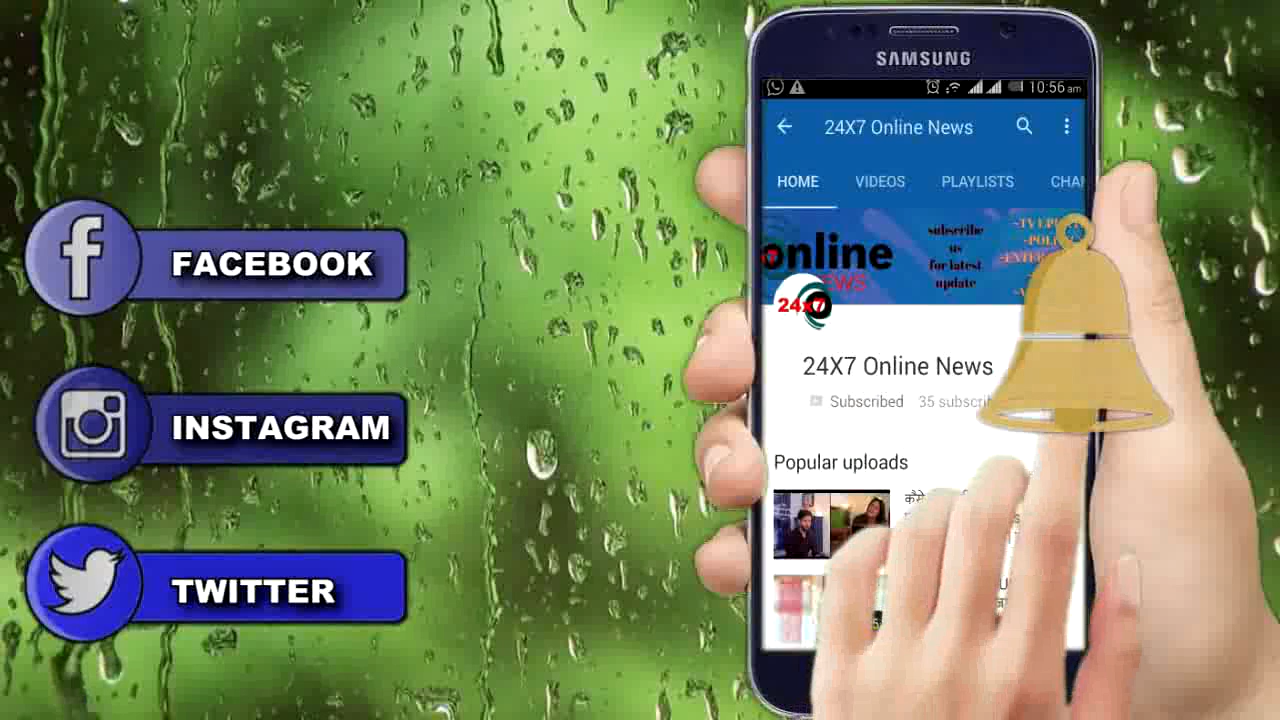 FACEBOOK
INSTAGRAM
TWITTER
SAMSUNG
10:56 am
24X7 Online News
HOME VIDEOS PLAYLISTS
online
24x7
subscribe
us
for latest
update
24X7 Online News
Subscribed 35
Popular uploads